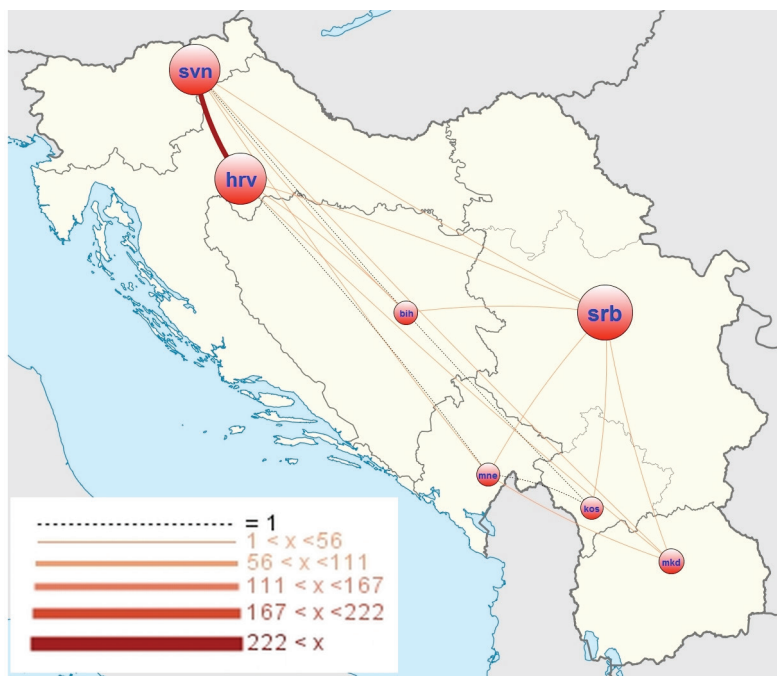 svn
hrv
bih
srb
mne
kos
mkd
= 1
1 < x <56
56 < x <111
111 < x <167
167 < x <222
222 < x